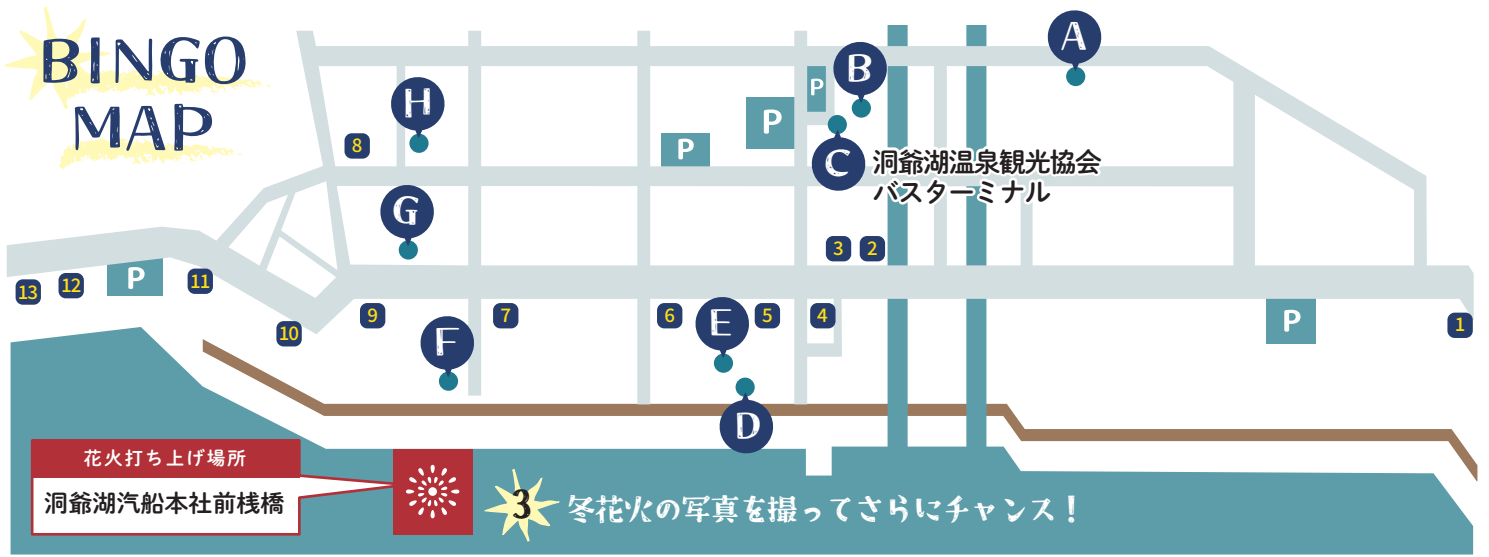 BINGO
MAP
A
B
P
H
P
P
8
C
洞爺湖温泉観光協会
バスターミナル
G
3
2
P
11
12
13
10
9
7
6
E
5
4
P
1
F
D
花火打ち上げ場所
洞爺湖汽船本社前桟橋
3
冬花火の写真を撮ってさらにチャンス！